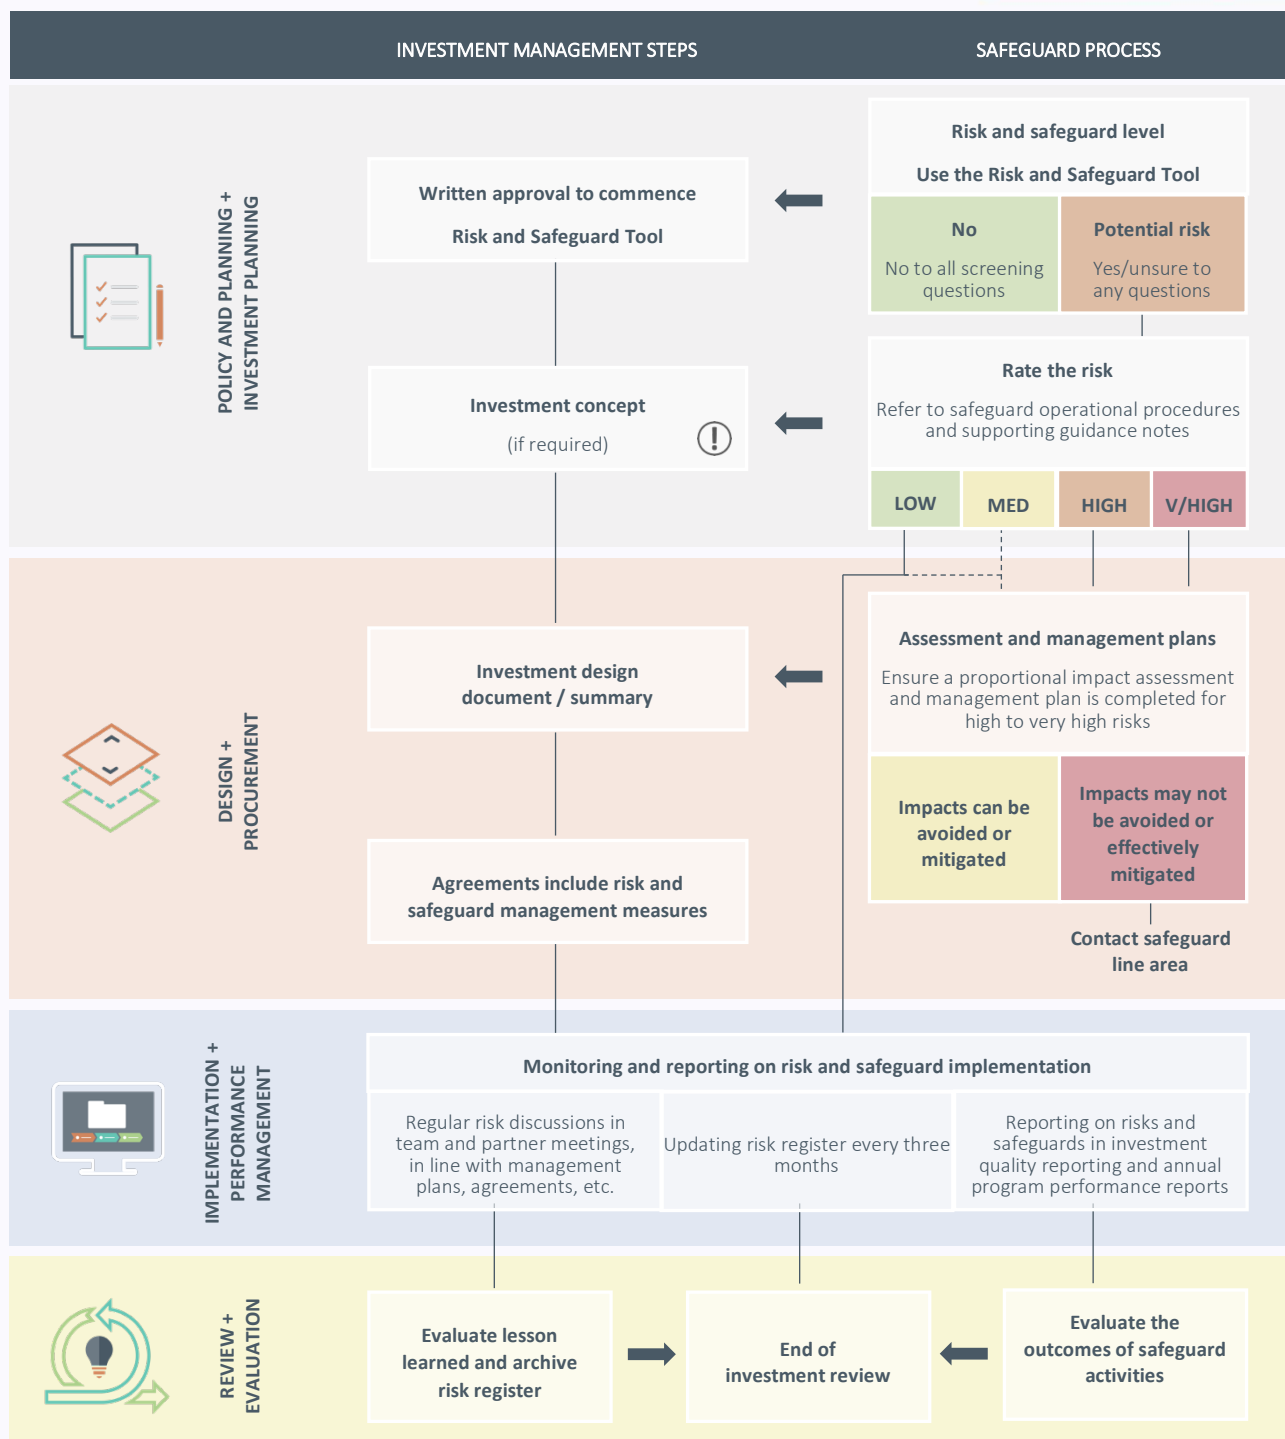 INVESTMENT MANAGEMENT STEPS
SAFEGUARD PROCESS
POLICY AND PLANNING +
INVESTMENT PLANNING
Written approval to commence
Risk and Safeguard Tool
Risk and safeguard level
Use the Risk and Safeguard Tool
No
No to all screening
questions
Potential risk
Yes/unsure to
any questions
Investment concept
(if required)
!
Rate the risk
Refer to safeguard operational procedures
and supporting guidance notes
LOW
MED
HIGH
V/HIGH
DESIGN +
PROCUREMENT
Investment design
document / summary
Assessment and management plans
Ensure a proportional impact assessment
and management plan is completed for
high to very high risks
Impacts can be
avoided or
mitigated
Impacts may not
be avoided or
effectively
mitigated
Agreements include risk and
safeguard management measures
Contact safeguard
line area
IMPLEMENTATION +
PERFORMANCE
MANAGEMENT
Monitoring and reporting on risk and safeguard implementation
Regular risk discussions in
team and partner meetings,
in line with management
plans, agreements, etc.
Updating risk register every three
months
Reporting on risks and
safeguards in investment
quality reporting and annual
program performance reports
REVIEW +
EVALUATION
Evaluate lesson
learned and archive
risk register
End of
investment review
Evaluate the
outcomes of safeguard
activities